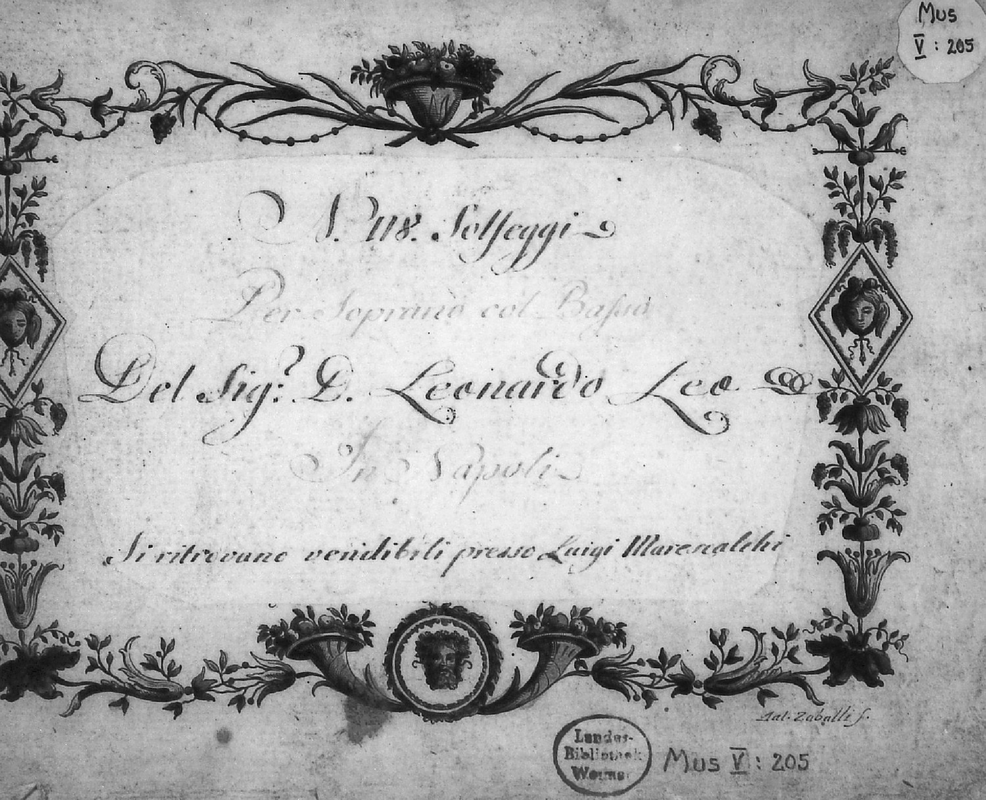 Mus
V : 205
N.º 118. Solfeggi
Per Soprano col Basso
Del Sig.r D. Leonardo Leo
In Napoli
Si ritrovano vendibili presso Luigi Marescalchi
Ant. Zaballi f.
Landes-
Bibliothek
Weimar
Mus V : 205